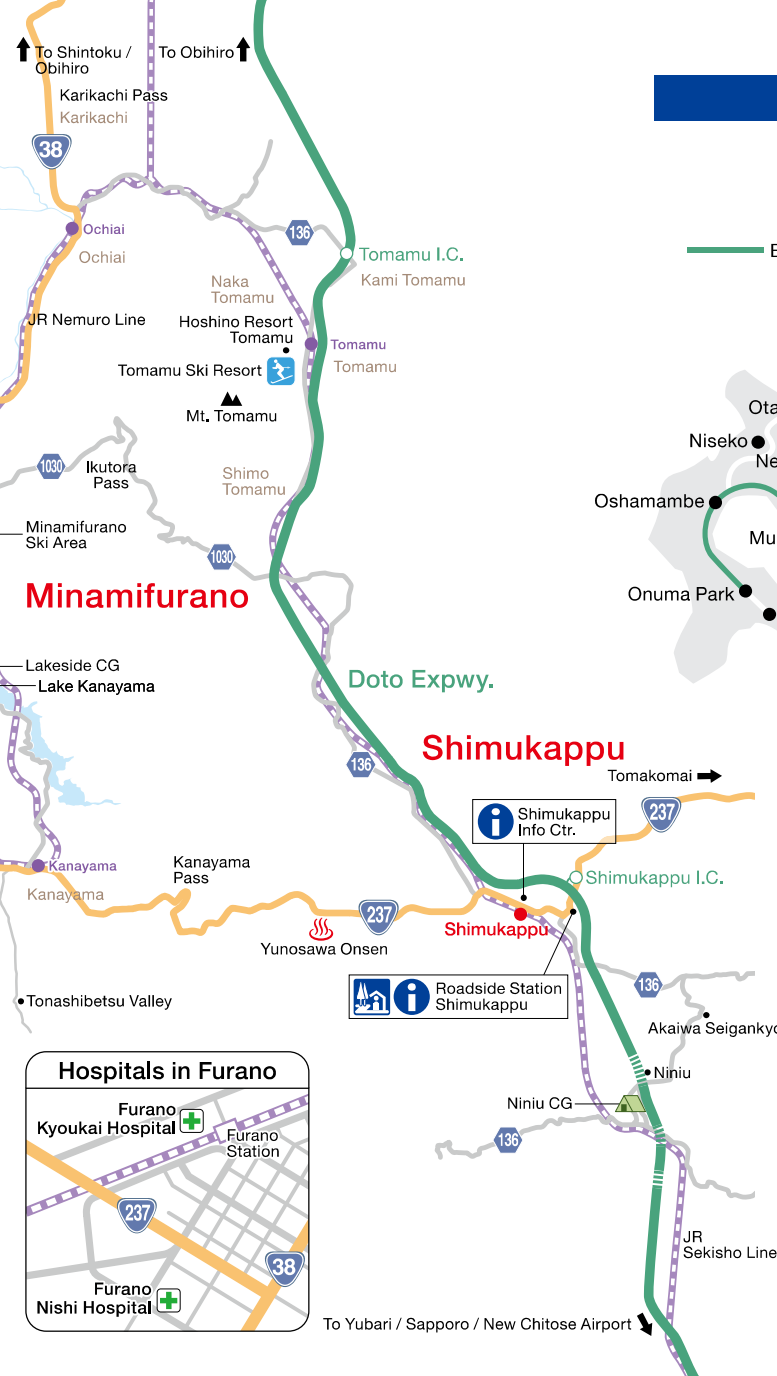 To Shintoku /
Obihiro
To Obihiro
Karikachi Pass
Karikachi
38
136
Ochiai
Ochiai
Tomamu I.C.
Kami Tomamu
E
Naka
Tomamu
JR Nemuro Line
Hoshino Resort
Tomamu
Tomamu
Tomamu
Tomamu Ski Resort
Mt. Tomamu
Ota
Niseko
Ne
1030
Ikutora
Pass
Shimo
Tomamu
Oshamambe
Minamifurano
Ski Area
1030
Mu
Minamifurano
Onuma Park
Lakeside CG
Lake Kanayama
Doto Expwy.
Shimukappu
136
Tomakomai
Shimukappu
Info Ctr.
237
Kanayama
Kanayama
Kanayama
Pass
Shimukappu I.C.
237
Yunosawa Onsen
Shimukappu
Roadside Station
Shimukappu
136
Tonashibetsu Valley
Akaiwa Seigankyo
Niniu
Niniu CG
136
Hospitals in Furano
Furano
Kyoukai Hospital
Furano
Station
237
38
Furano
Nishi Hospital
JR
Sekisho Line
To Yubari / Sapporo / New Chitose Airport